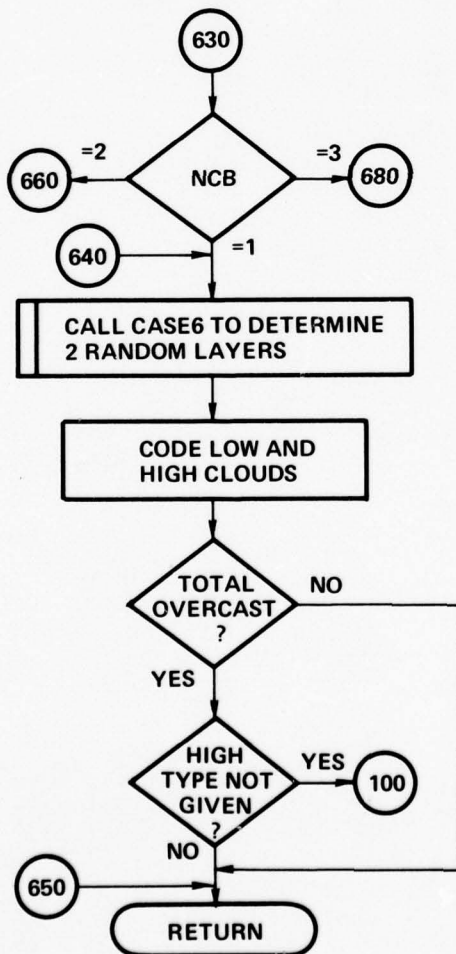 630
=2
=3
660
NCB
680
640
=1
CALL CASE6 TO DETERMINE
2 RANDOM LAYERS
CODE LOW AND
HIGH CLOUDS
TOTAL
OVERCAST
?
NO
YES
HIGH
TYPE NOT
GIVEN
?
YES
100
NO
650
RETURN